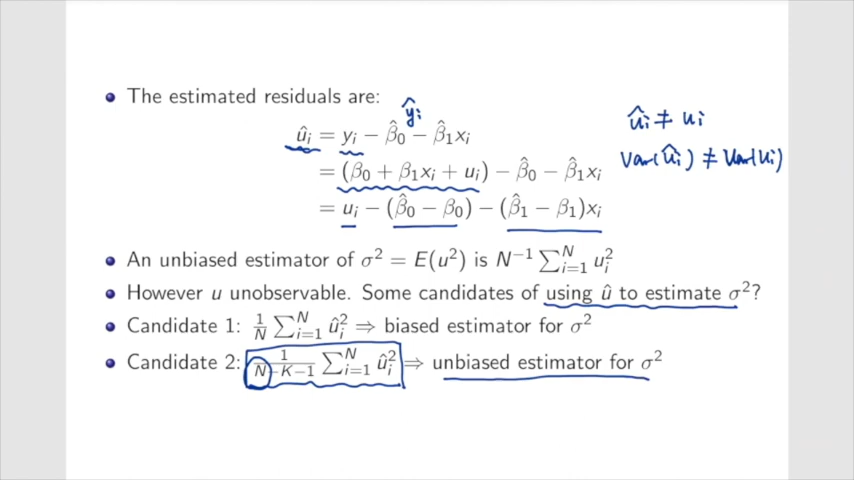 The estimated residuals are:
ŷᵢ
ûᵢ = yᵢ − β̂₀ − β̂₁xᵢ
= (β₀ + β₁xᵢ + uᵢ) − β̂₀ − β̂₁xᵢ
= uᵢ − (β̂₀ − β₀) − (β̂₁ − β₁)xᵢ
ûᵢ ≠ uᵢ
Var(ûᵢ) ≠ Var(uᵢ)
An unbiased estimator of σ² = E(u²) is N⁻¹ ∑ᵢ₌₁ᴺ uᵢ²
However u unobservable. Some candidates of using û to estimate σ²?
Candidate 1: 1/N ∑ᵢ₌₁ᴺ ûᵢ² ⇒ biased estimator for σ²
Candidate 2: 1/(N−K−1) ∑ᵢ₌₁ᴺ ûᵢ² ⇒ unbiased estimator for σ²